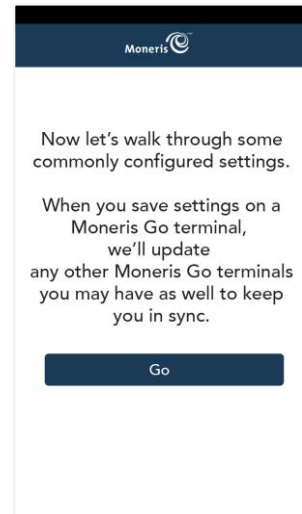 Moneris
Now let's walk through some
commonly configured settings.
When you save settings on a
Moneris Go terminal,
we'll update
any other Moneris Go terminals
you may have as well to keep
you in sync.
Go